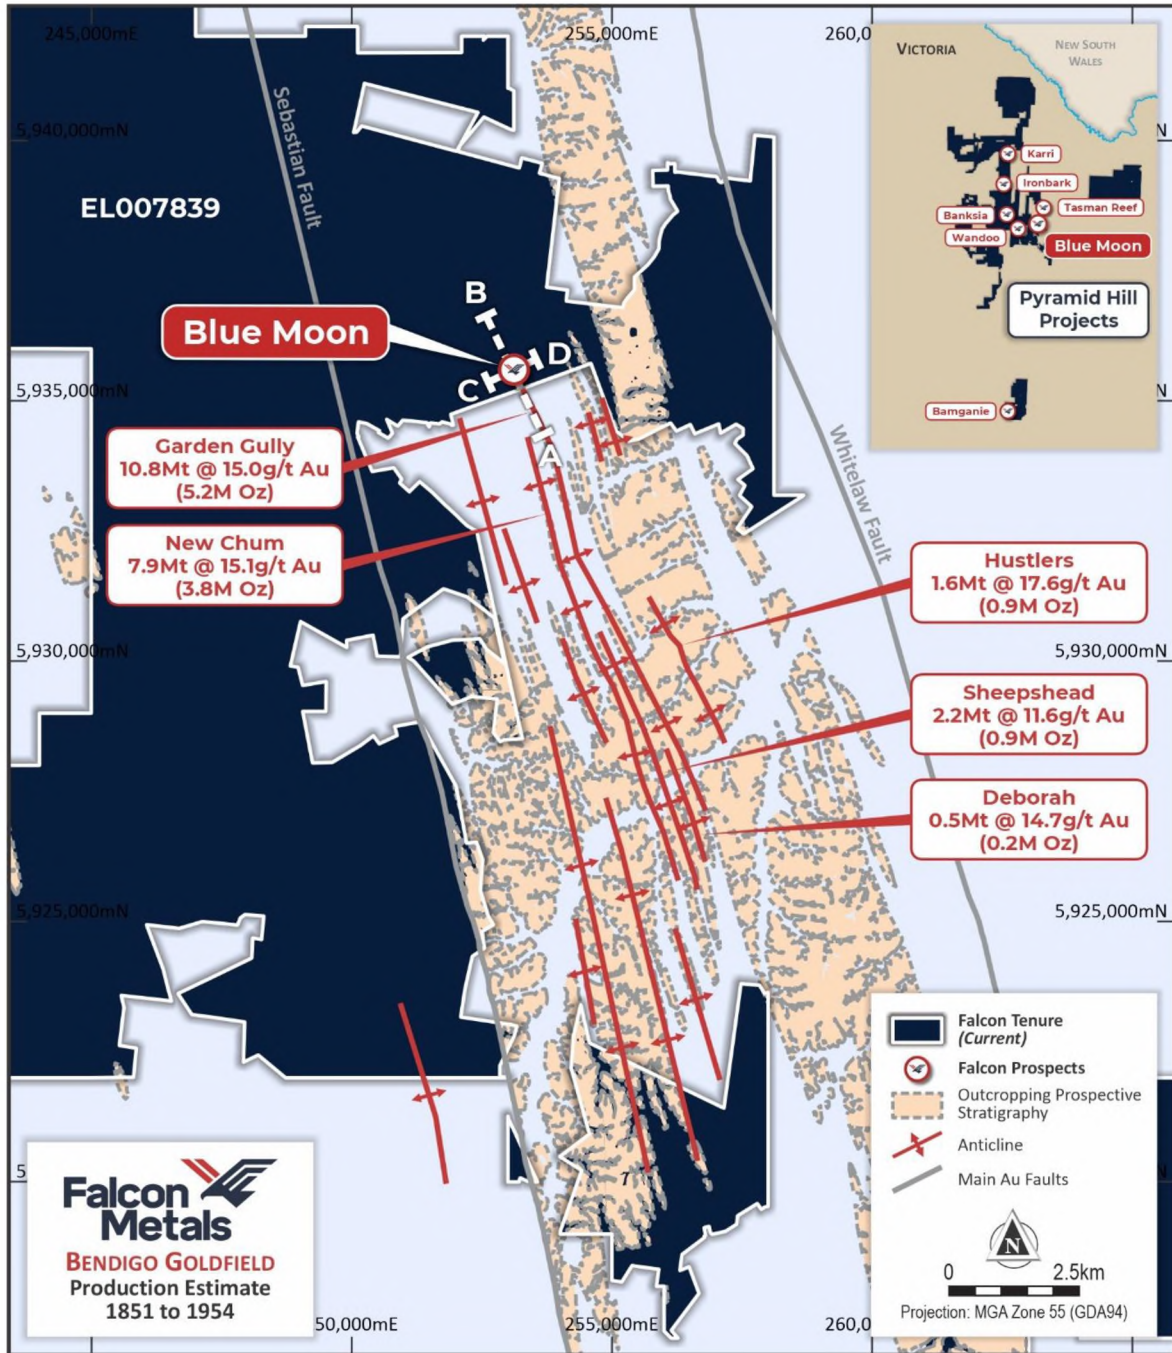 245,000mE
255,000mE
260,0
VICTORIA
NEW SOUTH
WALES
Karri
Ironbark
Tasman Reef
Banksia
Wandoo
Blue Moon
Pyramid Hill
Projects
Bamganie
Sebastian Fault
5,940,000mN
N
EL007839
B
Blue Moon
D
C
A
5,935,000mN
N
Whitelaw Fault
Garden Gully
10.8Mt @ 15.0g/t Au
(5.2M Oz)
New Chum
7.9Mt @ 15.1g/t Au
(3.8M Oz)
Hustlers
1.6Mt @ 17.6g/t Au
(0.9M Oz)
5,930,000mN
5,930,000mN
Sheepshead
2.2Mt @ 11.6g/t Au
(0.9M Oz)
Deborah
0.5Mt @ 14.7g/t Au
(0.2M Oz)
5,925,000mN
5,925,000mN
Falcon Tenure
(Current)
Falcon Prospects
Outcropping Prospective
Stratigraphy
Anticline
Main Au Faults
N
0 2.5km
Projection: MGA Zone 55 (GDA94)
5
N
Falcon
Metals
BENDIGO GOLDFIELD
Production Estimate
1851 to 1954
50,000mE
255,000mE
260,0